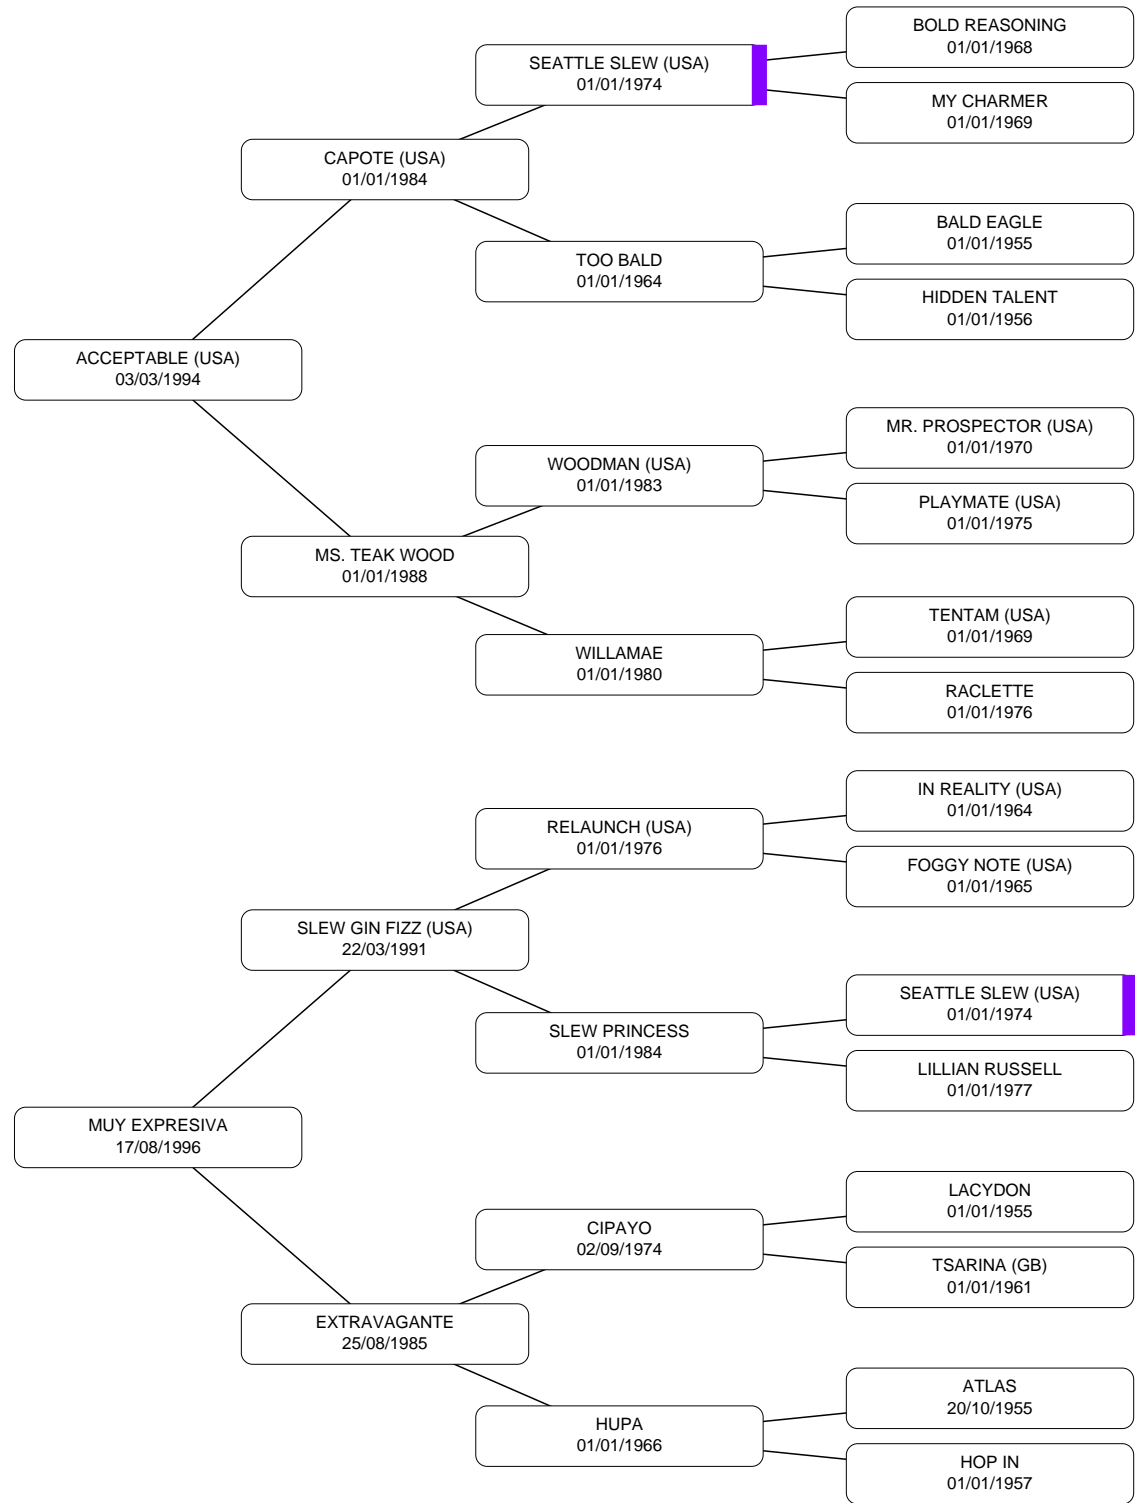 BOLD REASONING
01/01/1968
SEATTLE SLEW (USA)
01/01/1974
MY CHARMER
01/01/1969
CAPOTE (USA)
01/01/1984
BALD EAGLE
01/01/1955
TOO BALD
01/01/1964
HIDDEN TALENT
01/01/1956
ACCEPTABLE (USA)
03/03/1994
MR. PROSPECTOR (USA)
01/01/1970
WOODMAN (USA)
01/01/1983
PLAYMATE (USA)
01/01/1975
MS. TEAK WOOD
01/01/1988
TENTAM (USA)
01/01/1969
WILLAMAE
01/01/1980
RACLETTE
01/01/1976
IN REALITY (USA)
01/01/1964
RELAUNCH (USA)
01/01/1976
FOGGY NOTE (USA)
01/01/1965
SLEW GIN FIZZ (USA)
22/03/1991
SEATTLE SLEW (USA)
01/01/1974
SLEW PRINCESS
01/01/1984
LILLIAN RUSSELL
01/01/1977
MUY EXPRESIVA
17/08/1996
LACYDON
01/01/1955
CIPAYO
02/09/1974
TSARINA (GB)
01/01/1961
EXTRAVAGANTE
25/08/1985
ATLAS
20/10/1955
HUPA
01/01/1966
HOP IN
01/01/1957